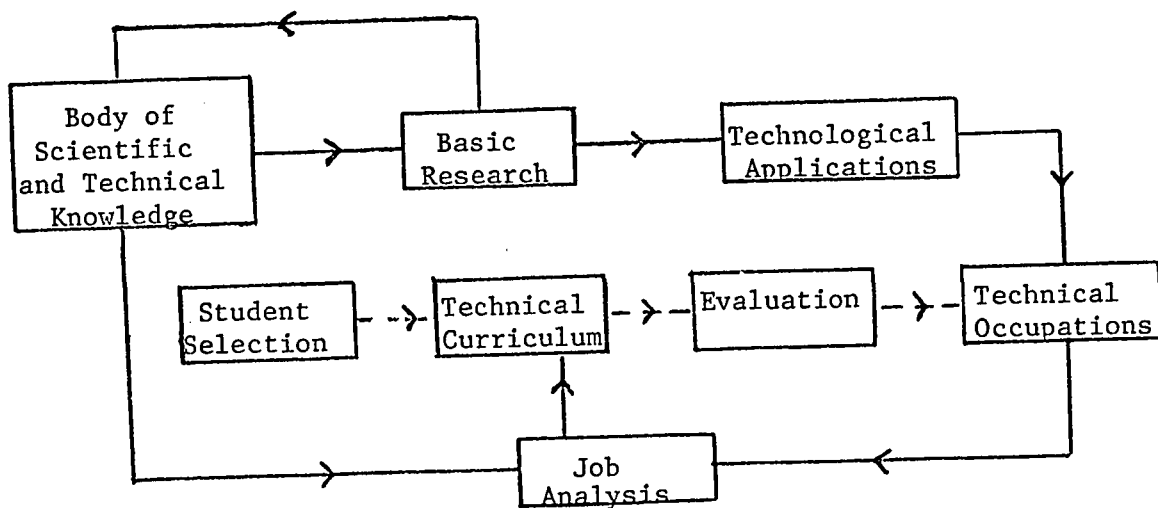 Body of
Scientific
and Technical
Knowledge
Basic
Research
Technological
Applications
Student
Selection
Technical
Curriculum
Evaluation
Technical
Occupations
Job
Analysis